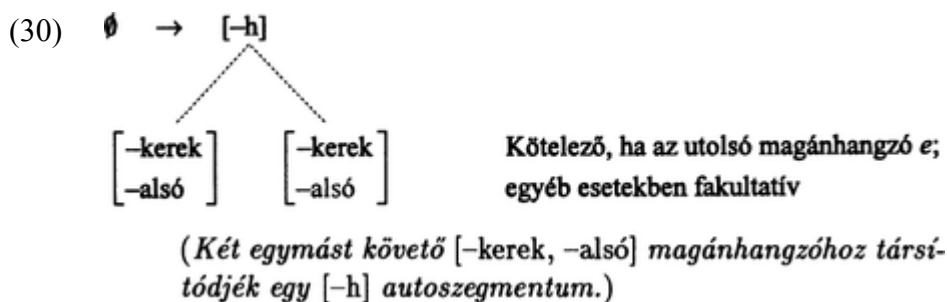 (30) ∅ → [–h]
[–kerek [–kerek Kötelező, ha az utolsó magánhangzó e;
–alsó] –alsó] egyéb esetekben fakultatív
(Két egymást követő [–kerek, –alsó] magánhangzóhoz társí-
tódjék egy [–h] autoszegmentum.)